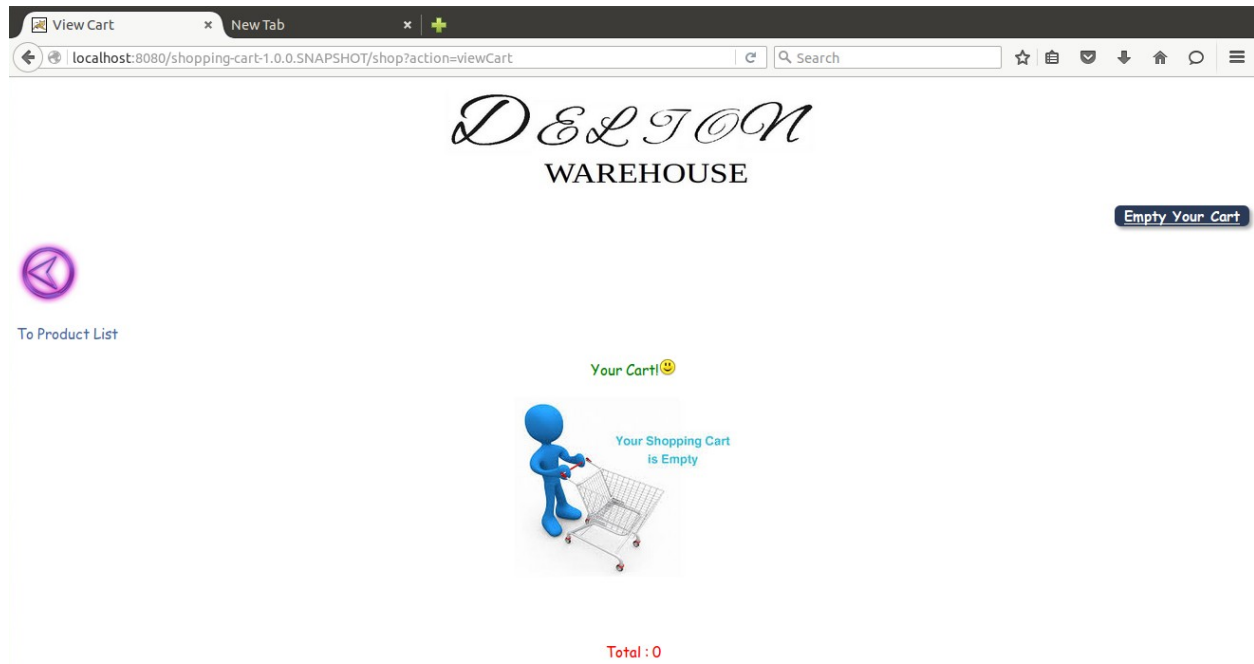 View Cart
New Tab
localhost:8080/shopping-cart-1.0.0.SNAPSHOT/shop?action=viewCart
Search
DELTON
WAREHOUSE
Empty Your Cart
To Product List
Your Cart!
Your Shopping Cart
is Empty
Total : 0